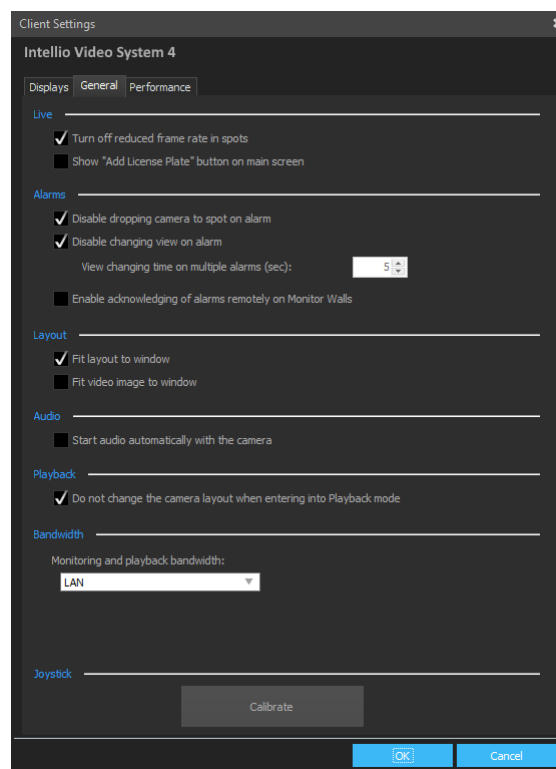 Client Settings
Intellio Video System 4
Displays General Performance
Live
Turn off reduced frame rate in spots
Show "Add License Plate" button on main screen
Alarms
Disable dropping camera to spot on alarm
Disable changing view on alarm
View changing time on multiple alarms (sec): 5
Enable acknowledging of alarms remotely on Monitor Walls
Layout
Fit layout to window
Fit video image to window
Audio
Start audio automatically with the camera
Playback
Do not change the camera layout when entering into Playback mode
Bandwidth
Monitoring and playback bandwidth:
LAN
Joystick
Calibrate
OK Cancel